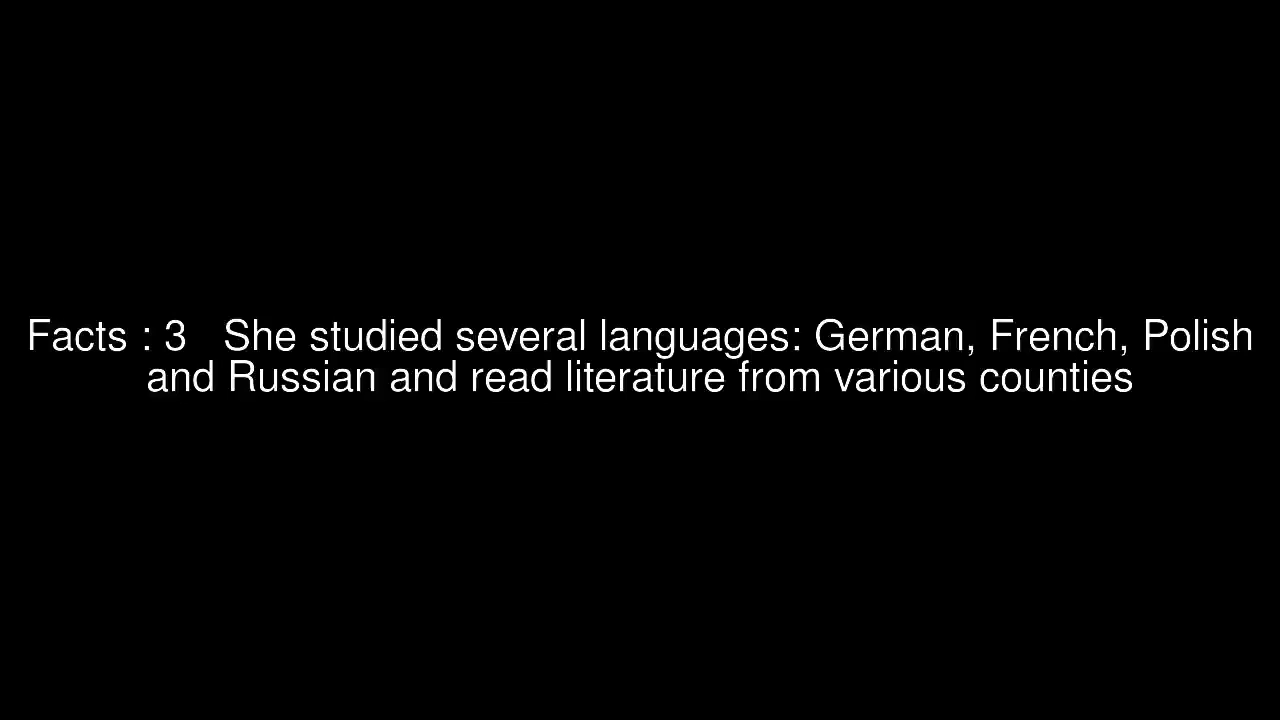 Facts : 3   She studied several languages: German, French, Polish
and Russian and read literature from various counties